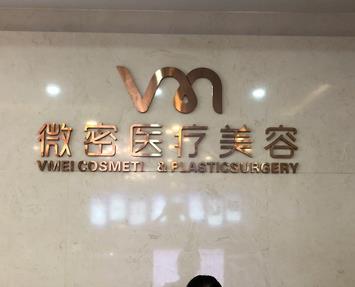 vm
微密医疗美容
VMEI COSMETI & PLASTICSURGERY